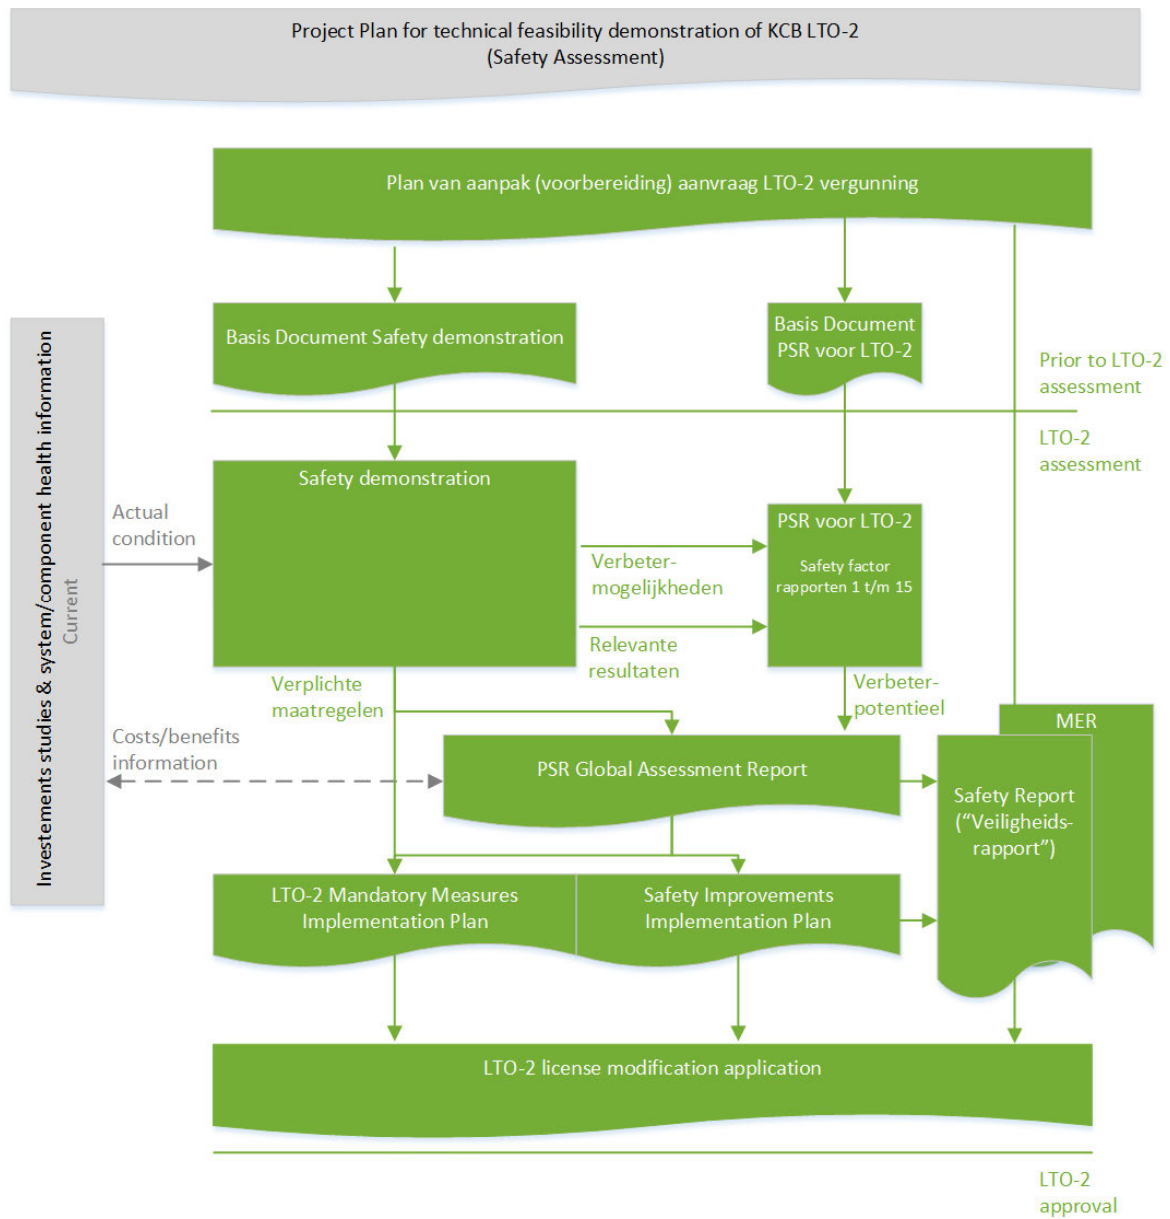 Project Plan for technical feasibility demonstration of KCB LTO-2
(Safety Assessment)
Plan van aanpak (voorbereiding) aanvraag LTO-2 vergunning
Basis Document Safety demonstration
Basis Document
PSR voor LTO-2
Prior to LTO-2
assessment
LTO-2
assessment
Investements studies & system/component health information
Current
Actual
condition
Safety demonstration
Verbeter-
mogelijkheden
Relevante
resultaten
PSR voor LTO-2
Safety factor
rapporten 1 t/m 15
Verplichte
maatregelen
Verbeter-
potentieel
Costs/benefits
information
PSR Global Assessment Report
MER
Safety Report
(“Veiligheids-
rapport”)
LTO-2 Mandatory Measures
Implementation Plan
Safety Improvements
Implementation Plan
LTO-2 license modification application
LTO-2
approval